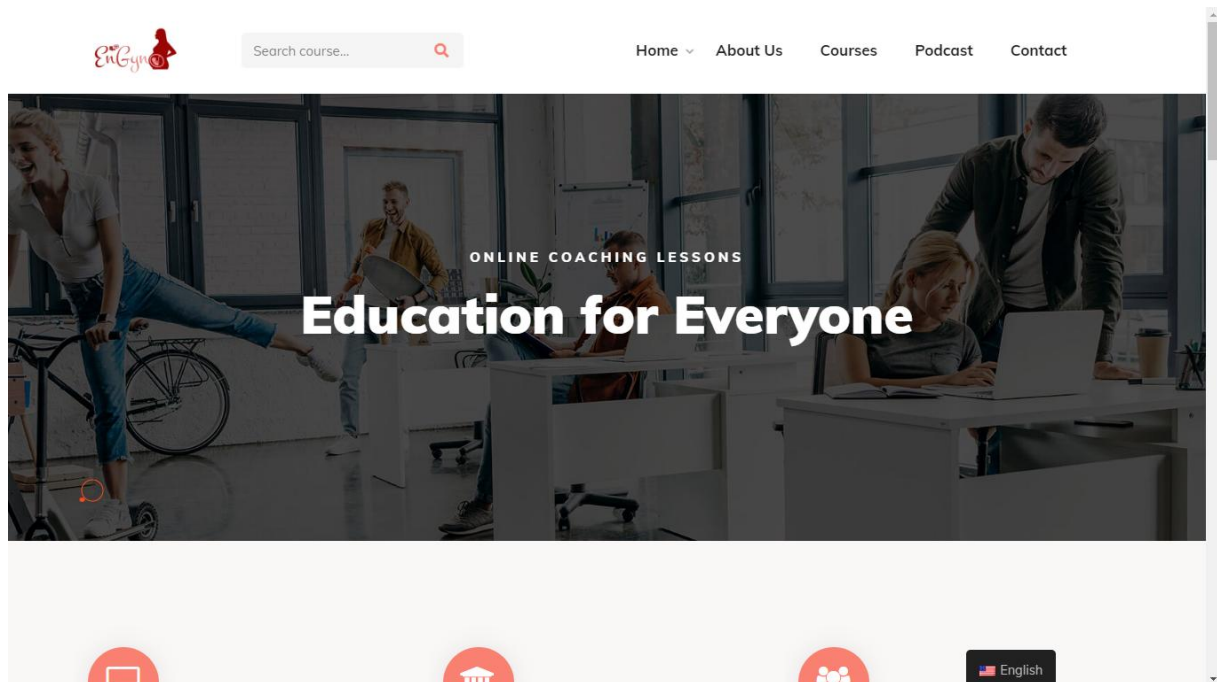 EnGyn
Search course...
Home
About Us
Courses
Podcast
Contact
ONLINE COACHING LESSONS
Education for Everyone
English